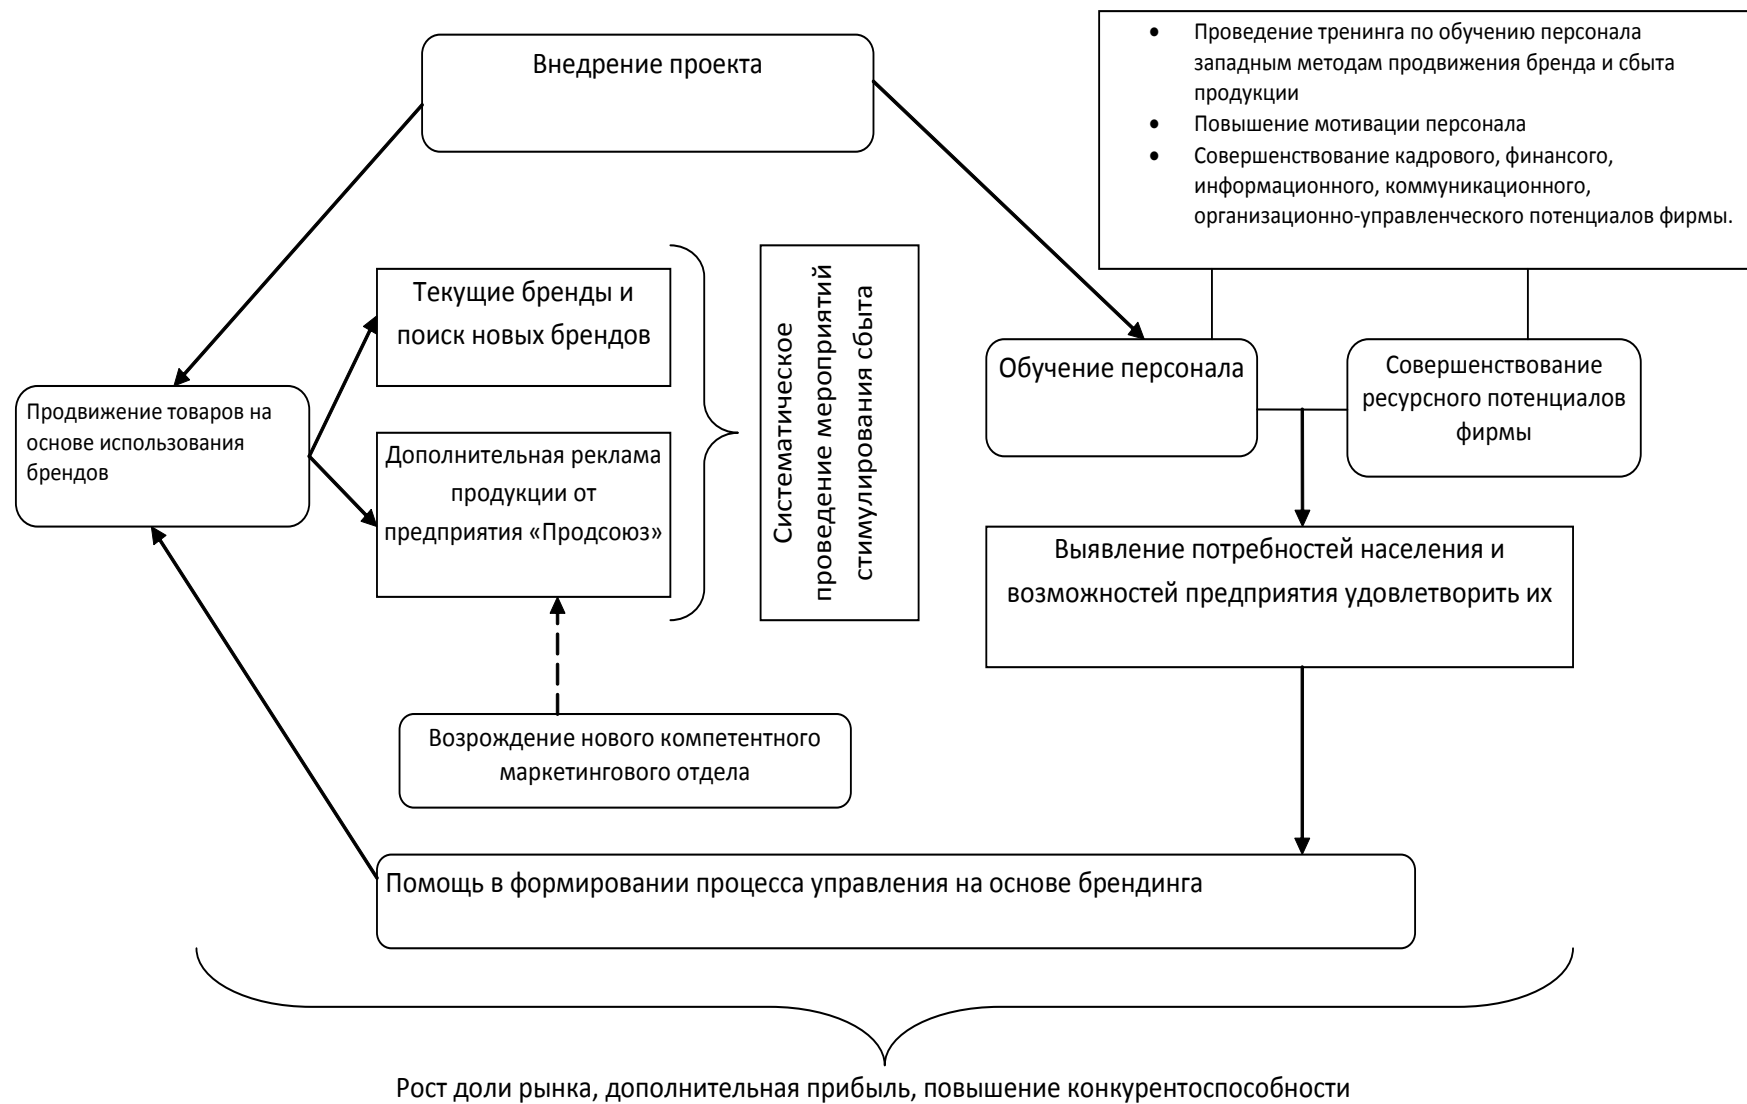 Внедрение проекта
• Проведение тренинга по обучению персонала
западным методам продвижения бренда и сбыта
продукции
• Повышение мотивации персонала
• Совершенствование кадрового, финансого,
информационного, коммуникационного,
организационно-управленческого потенциалов фирмы.
Текущие бренды и
поиск новых брендов
Систематическое
проведение мероприятий
стимулирования сбыта
Обучение персонала
Совершенствование
ресурсного потенциалов
фирмы
Продвижение товаров на
основе использования
брендов
Дополнительная реклама
продукции от
предприятия «Продсоюз»
Выявление потребностей населения и
возможностей предприятия удовлетворить их
Возрождение нового компетентного
маркетингового отдела
Помощь в формировании процесса управления на основе брендинга
Рост доли рынка, дополнительная прибыль, повышение конкурентоспособности